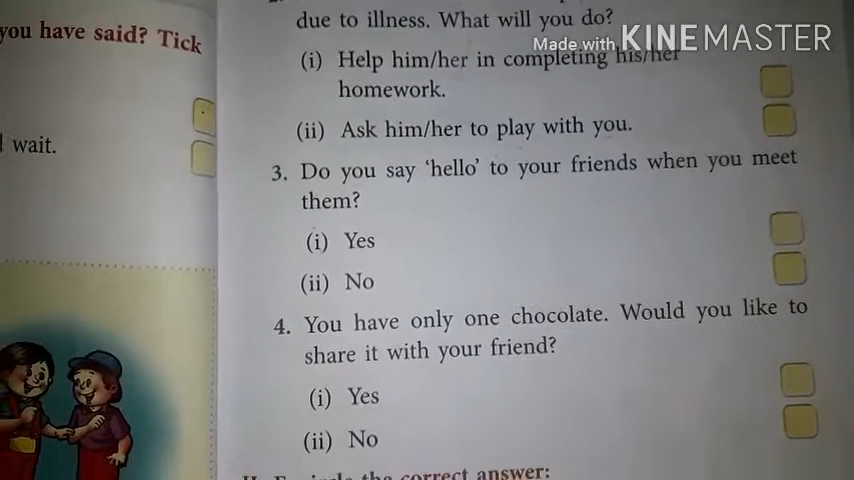 you have said? Tick
wait.
due to illness. What will you do?
Made with KINEMASTER
(i) Help him/her in completing his/her
homework.
(ii) Ask him/her to play with you.
3. Do you say ‘hello’ to your friends when you meet
them?
(i) Yes
(ii) No
4. You have only one chocolate. Would you like to
share it with your friend?
(i) Yes
(ii) No
the correct answer: